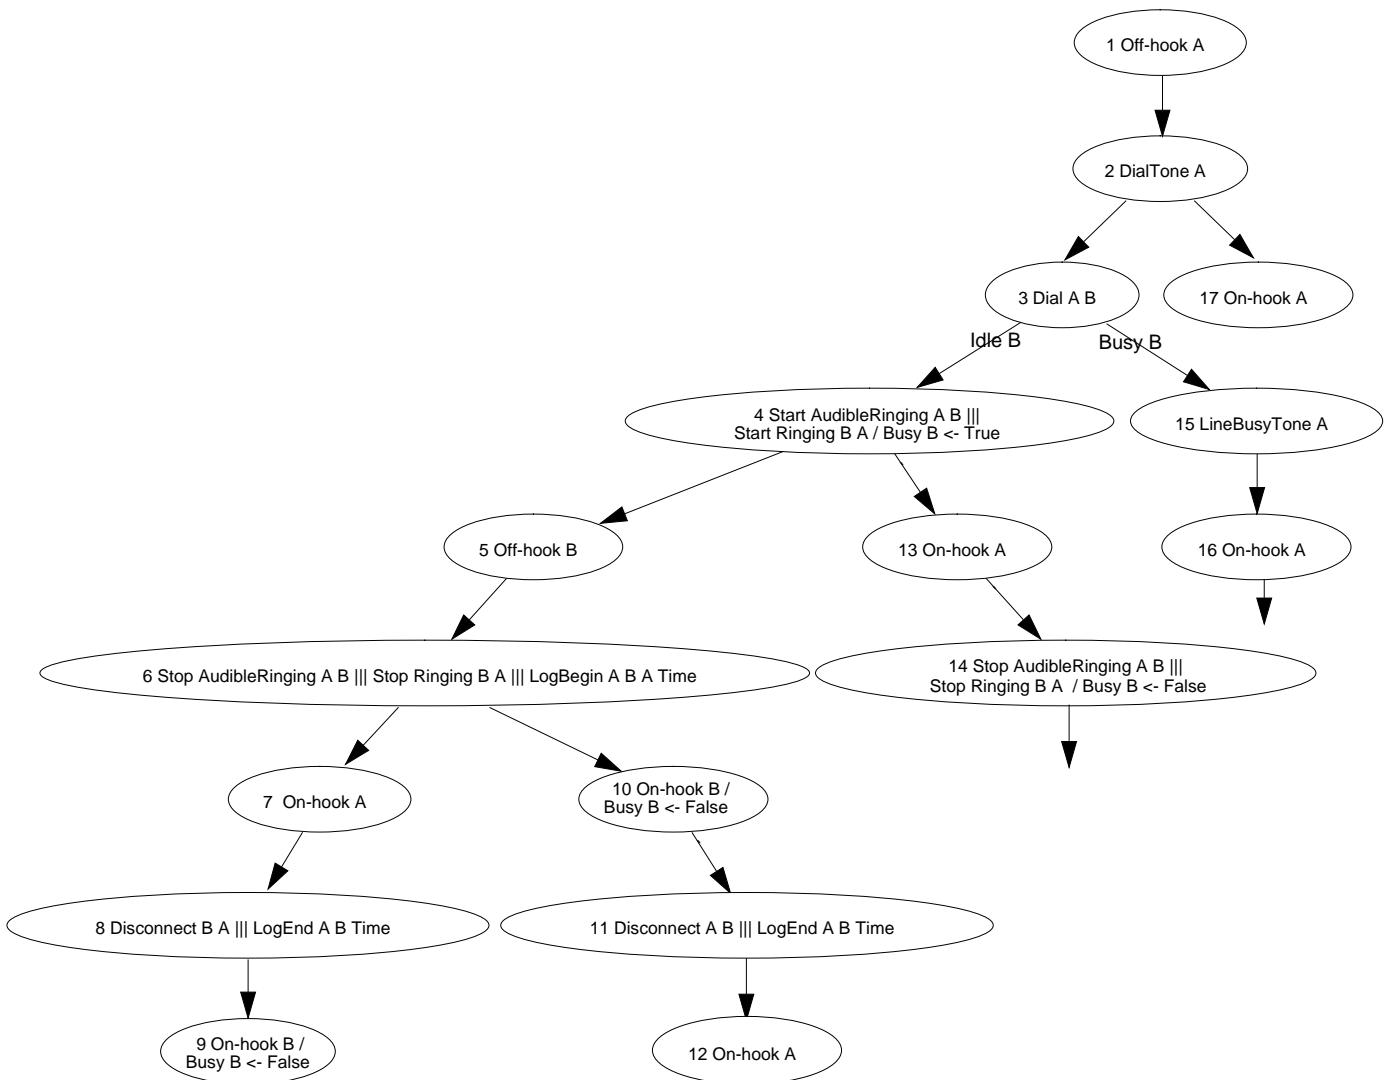 1 Off-hook A
2 DialTone A
3 Dial A B
17 On-hook A
Idle B
Busy B
4 Start AudibleRinging A B |||
Start Ringing B A / Busy B <- True
15 LineBusyTone A
5 Off-hook B
13 On-hook A
16 On-hook A
6 Stop AudibleRinging A B ||| Stop Ringing B A ||| LogBegin A B A Time
14 Stop AudibleRinging A B |||
Stop Ringing B A / Busy B <- False
7 On-hook A
10 On-hook B /
Busy B <- False
8 Disconnect B A ||| LogEnd A B Time
11 Disconnect A B ||| LogEnd A B Time
9 On-hook B /
Busy B <- False
12 On-hook A